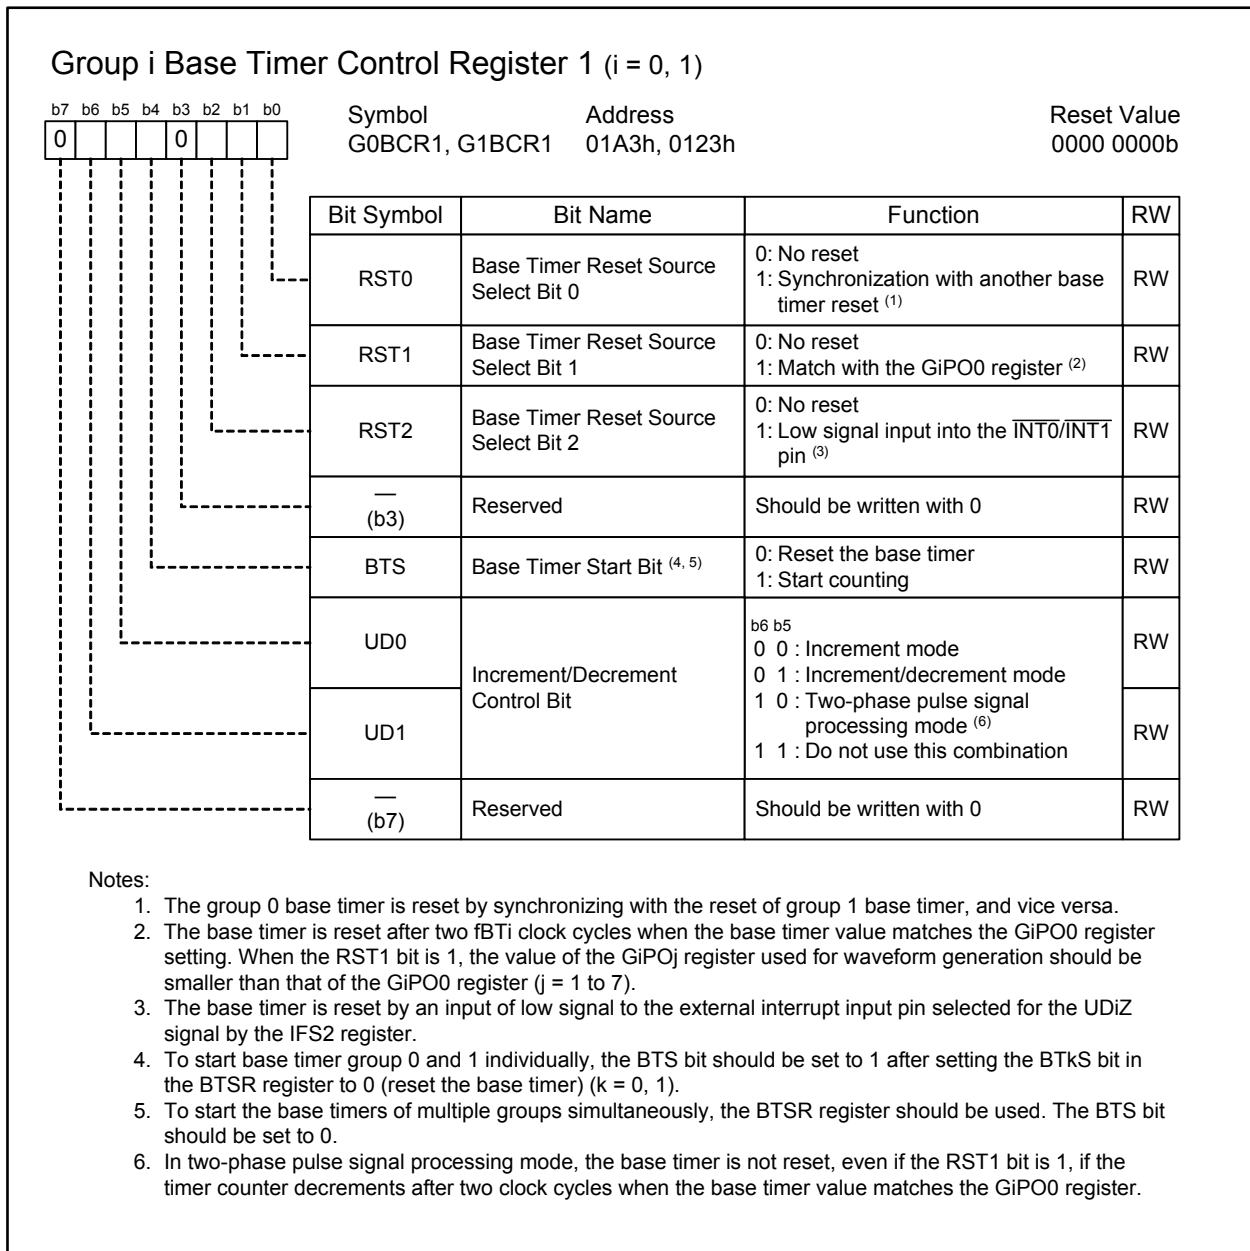 Group i Base Timer Control Register 1 (i = 0, 1)
b7 b6 b5 b4 b3 b2 b1 b0
0 0
Symbol Address Reset Value
G0BCR1, G1BCR1 01A3h, 0123h 0000 0000b
Bit Symbol Bit Name Function RW
RST0 Base Timer Reset Source Select Bit 0 0: No reset
1: Synchronization with another base
timer reset (1) RW
RST1 Base Timer Reset Source Select Bit 1 0: No reset
1: Match with the GiPO0 register (2) RW
RST2 Base Timer Reset Source Select Bit 2 0: No reset
1: Low signal input into the I̅N̅T̅0̅/I̅N̅T̅1̅
pin (3) RW
—
(b3) Reserved Should be written with 0 RW
BTS Base Timer Start Bit (4, 5) 0: Reset the base timer
1: Start counting RW
UD0 RW
UD1 RW
Increment/Decrement
Control Bit
b6 b5
0 0 : Increment mode
0 1 : Increment/decrement mode
1 0 : Two-phase pulse signal
processing mode (6)
1 1 : Do not use this combination
—
(b7) Reserved Should be written with 0 RW
Notes:
1. The group 0 base timer is reset by synchronizing with the reset of group 1 base timer, and vice versa.
2. The base timer is reset after two fBTi clock cycles when the base timer value matches the GiPO0 register
setting. When the RST1 bit is 1, the value of the GiPOj register used for waveform generation should be
smaller than that of the GiPO0 register (j = 1 to 7).
3. The base timer is reset by an input of low signal to the external interrupt input pin selected for the UDiZ
signal by the IFS2 register.
4. To start base timer group 0 and 1 individually, the BTS bit should be set to 1 after setting the BTkS bit in
the BTSR register to 0 (reset the base timer) (k = 0, 1).
5. To start the base timers of multiple groups simultaneously, the BTSR register should be used. The BTS bit
should be set to 0.
6. In two-phase pulse signal processing mode, the base timer is not reset, even if the RST1 bit is 1, if the
timer counter decrements after two clock cycles when the base timer value matches the GiPO0 register.